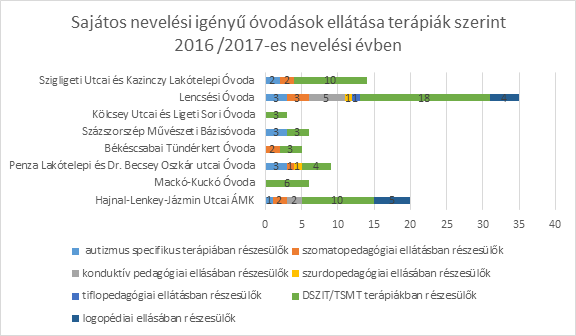 Sajátos nevelési igényű óvodások ellátása terápiák szerint
2016 /2017-es nevelési évben
Szigligeti Utcai és Kazinczy Lakótelepi Óvoda 2 2 10
Lencsési Óvoda 3 3 5 1 1 18 4
Kölcsey Utcai és Ligeti Sori Óvoda 3
Százszorszép Művészeti Bázisóvoda 3 3
Békéscsabai Tündérkert Óvoda 2 3
Penza Lakótelepi és Dr. Becsey Oszkár utcai Óvoda 3 1 1 4
Mackó-Kuckó Óvoda 6
Hajnal-Lenkey-Jázmin Utcai ÁMK 1 2 2 10 5
0 5 10 15 20 25 30 35 40
autizmus specifikus terápiában részesülők
szomatopedagógiai ellátásban részesülők
konduktív pedagógiai ellásában részesülők
szurdopedagógiai ellásában részesülők
tiflopedagógiai ellátásban részesülők
DSZIT/TSMT terápiákban részesülők
logopédiai ellásában részesülők